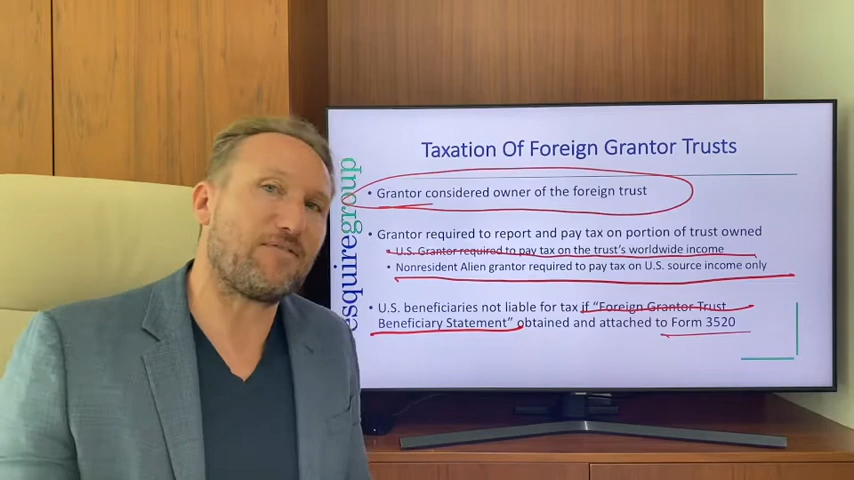 Taxation Of Foreign Grantor Trusts
• Grantor considered owner of the foreign trust
• Grantor required to report and pay tax on portion of trust owned
• U.S. Grantor required to pay tax on the trust's worldwide income
• Nonresident Alien grantor required to pay tax on U.S. source income only
• U.S. beneficiaries not liable for tax if "Foreign Grantor Trust
Beneficiary Statement" obtained and attached to Form 3520
esquiregroup